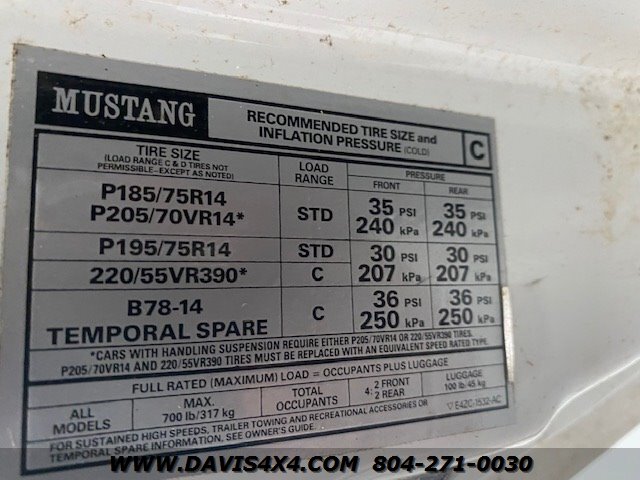 MUSTANG
RECOMMENDED TIRE SIZE and
INFLATION PRESSURE (COLD)
C
TIRE SIZE
(LOAD RANGE C & D TIRES NOT
PERMISSIBLE-EXCEPT AS NOTED)
LOAD
RANGE
PRESSURE
FRONT REAR
P185/75R14
P205/70VR14*
STD
35 PSI 35 PSI
240 kPa 240 kPa
P195/75R14 STD 30 PSI 30 PSI
220/55VR390* C 207 kPa 207 kPa
B78-14
TEMPORAL SPARE
C
36 PSI 36 PSI
250 kPa 250 kPa
*CARS WITH HANDLING SUSPENSION REQUIRE EITHER P205/70VR14 OR 220/55VR390 TIRES.
P205/70VR14 AND 220/55VR390 TIRES MUST BE REPLACED WITH AN EQUIVALENT SPEED RATED TYPE.
FULL RATED (MAXIMUM) LOAD = OCCUPANTS PLUS LUGGAGE
ALL
MODELS
MAX.
700 lb/317 kg
TOTAL
OCCUPANTS
4: 2 FRONT
2 REAR
LUGGAGE
100 lb/45 kg
FOR SUSTAINED HIGH SPEEDS, TRAILER TOWING AND RECREATIONAL ACCESSORIES OR
TEMPORAL SPARE, SEE OWNER'S GUIDE.
E4ZC-1532-AC
WWW.DAVIS4X4.COM 804-271-0030